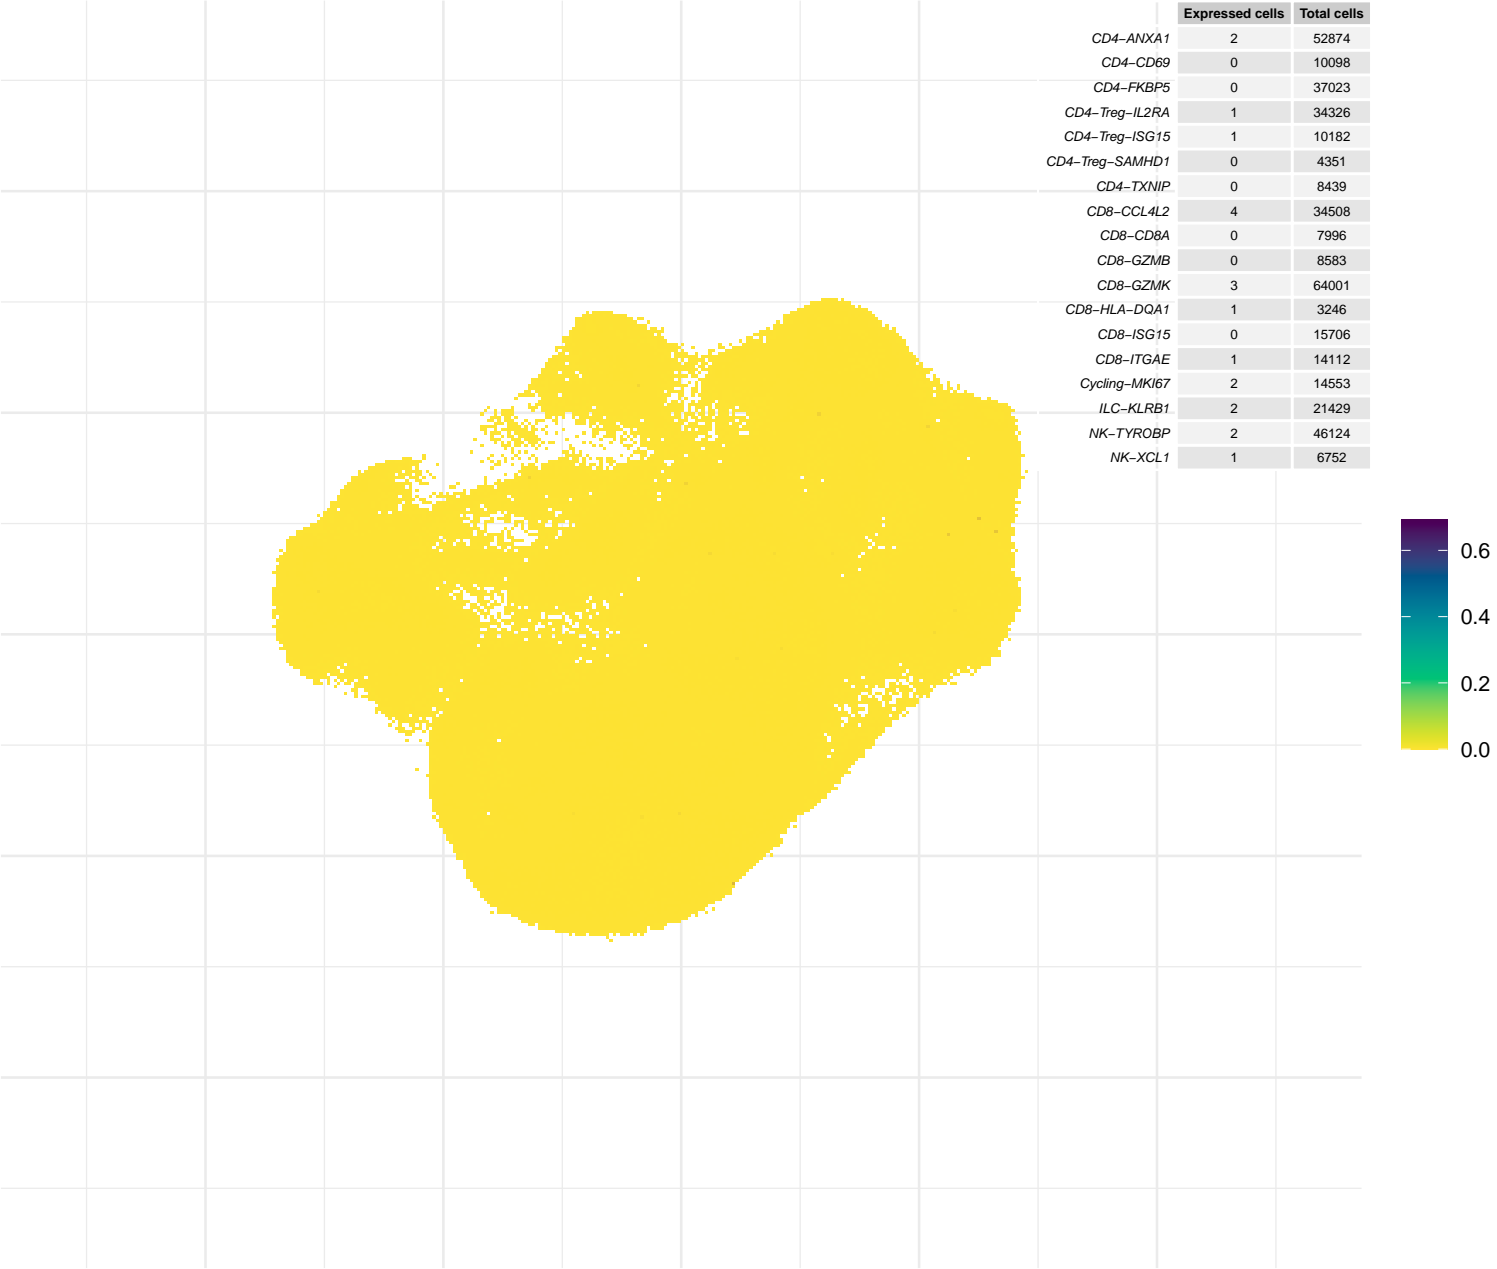 Expressed cells Total cells
CD4−ANXA1 2 52874
CD4−CD69 0 10098
CD4−FKBP5 0 37023
CD4−Treg−IL2RA 1 34326
CD4−Treg−ISG15 1 10182
CD4−Treg−SAMHD1 0 4351
CD4−TXNIP 0 8439
CD8−CCL4L2 4 34508
CD8−CD8A 0 7996
CD8−GZMB 0 8583
CD8−GZMK 3 64001
CD8−HLA−DQA1 1 3246
CD8−ISG15 0 15706
CD8−ITGAE 1 14112
Cycling−MKI67 2 14553
ILC−KLRB1 2 21429
NK−TYROBP 2 46124
NK−XCL1 1 6752
0.6
0.4
0.2
0.0